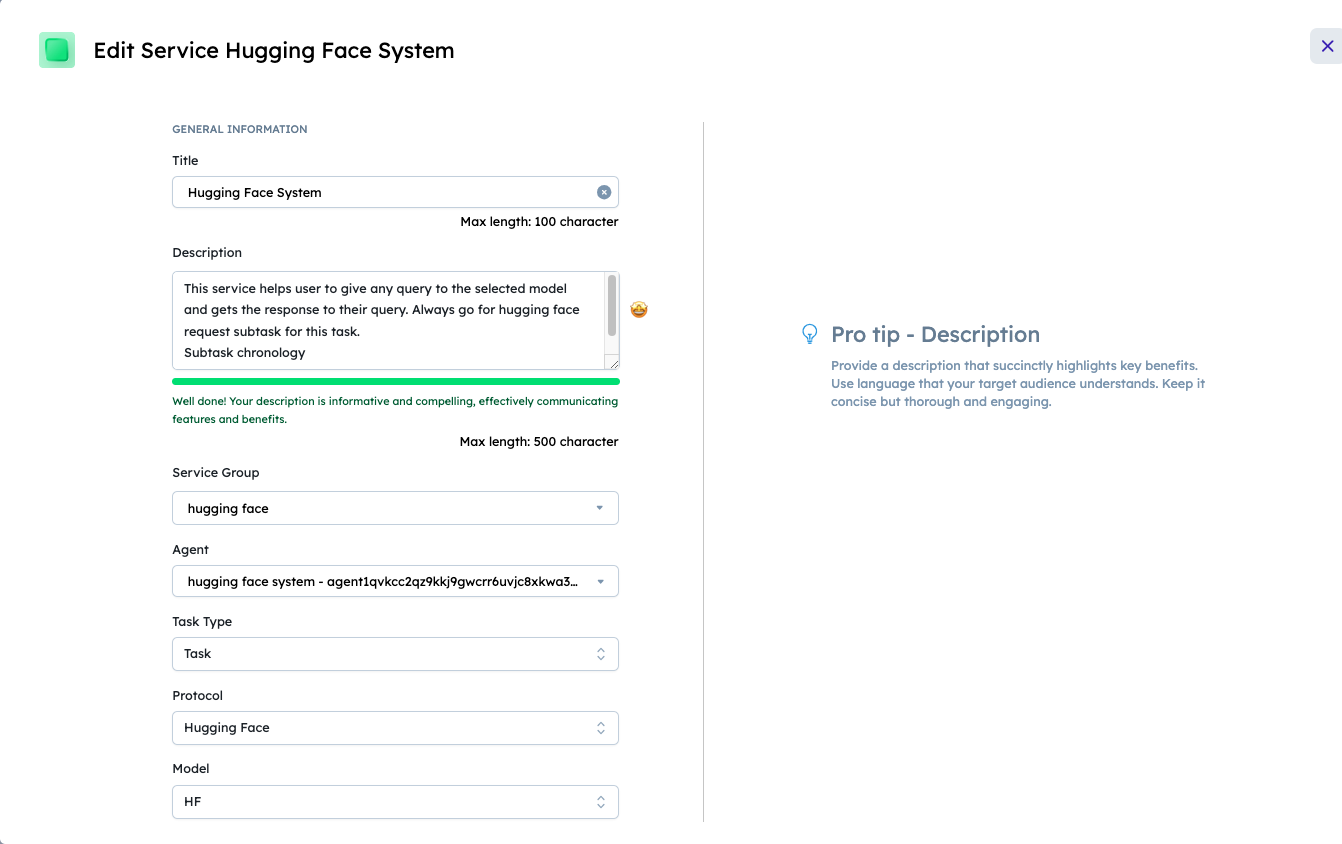 Edit Service Hugging Face System
GENERAL INFORMATION
Title
Hugging Face System
Max length: 100 character
Description
This service helps user to give any query to the selected model
and gets the response to their query. Always go for hugging face
request subtask for this task.
Subtask chronology
Well done! Your description is informative and compelling, effectively communicating
features and benefits.
Max length: 500 character
Service Group
hugging face
Agent
hugging face system - agent1qvkcc2qz9kkj9gwcrr6uvjc8xkwa3...
Task Type
Task
Protocol
Hugging Face
Model
HF
Pro tip - Description
Provide a description that succinctly highlights key benefits.
Use language that your target audience understands. Keep it
concise but thorough and engaging.